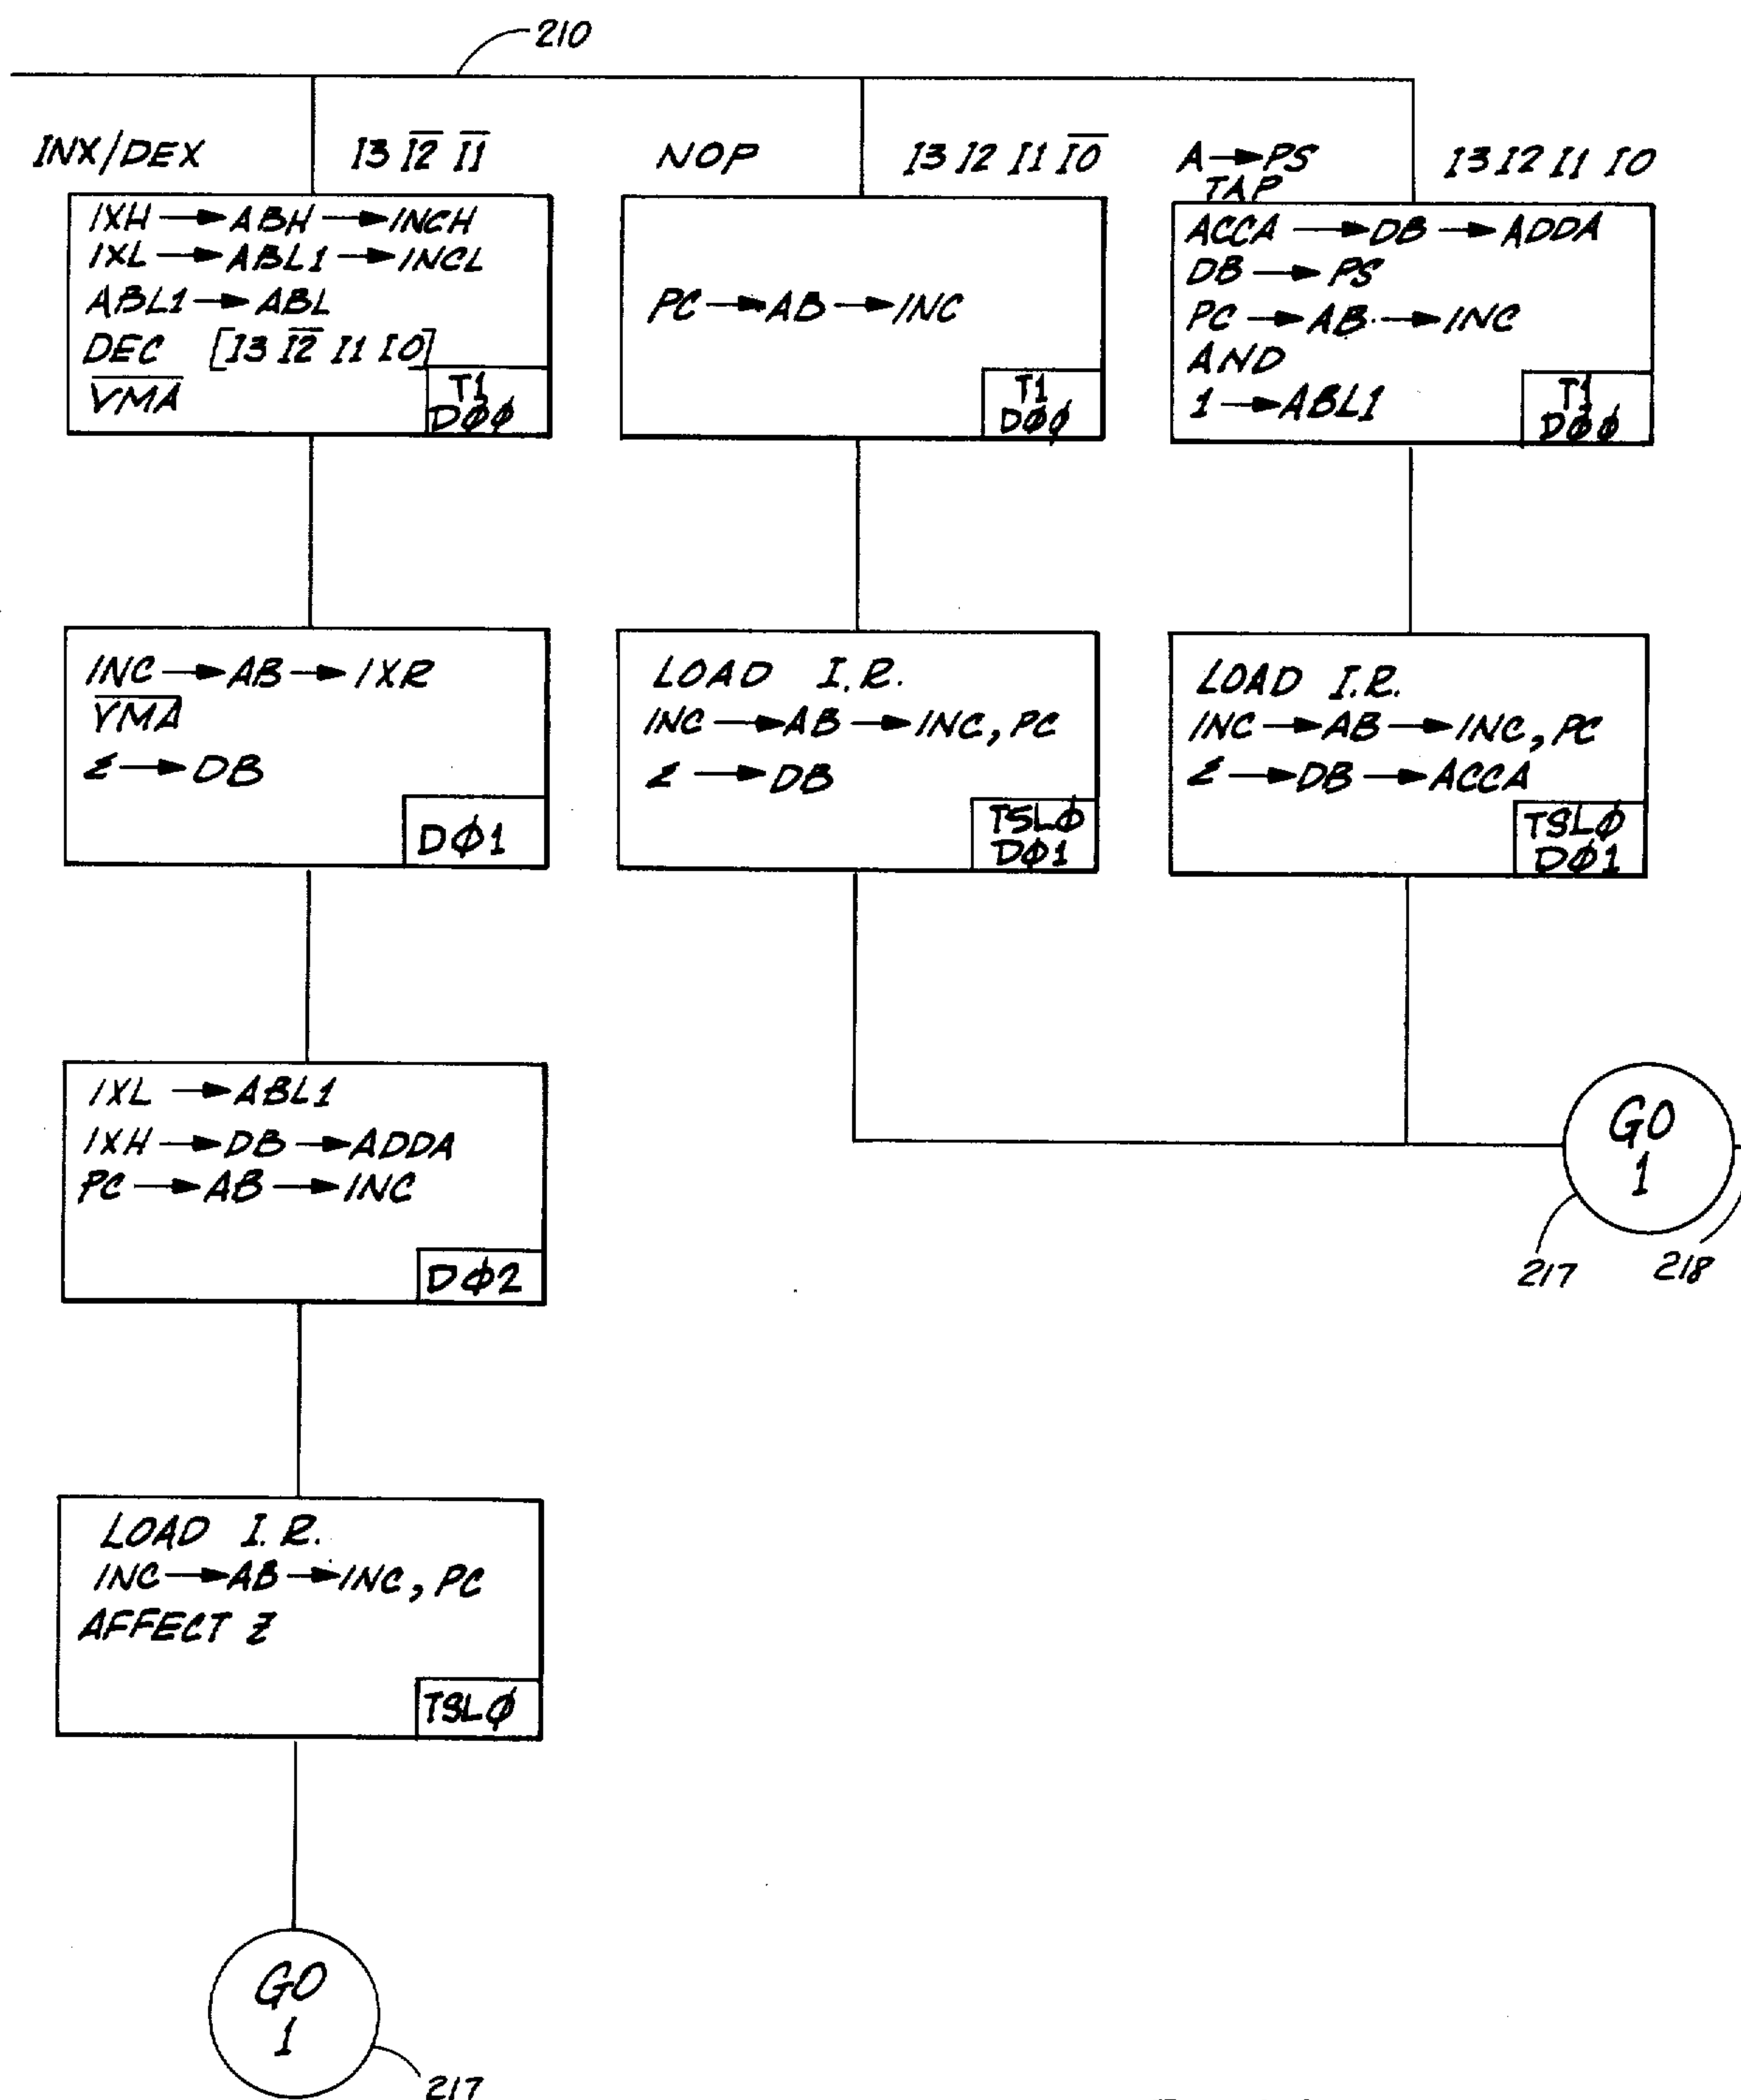 210
INX/DEX I3 I̅2̅ I̅1̅
IXH → ABH → INCH
IXL → ABL1 → INCL
ABL1 → ABL
DEC [I3 I̅2̅ I1 I0]
V̅M̅A̅
T1
DØØ
INC → AB → IXR
V̅M̅A̅
Σ → DB
DØ1
IXL → ABL1
IXH → DB → ADDA
PC → AB → INC
DØ2
LOAD I.R.
INC → AB → INC, PC
AFFECT Z
TSLØ
GO
1
217
NOP I3 I2 I1 I̅0̅
PC → AB → INC
T1
DØØ
LOAD I.R.
INC → AB → INC, PC
Σ → DB
TSLØ
DØ1
A → PS I3 I2 I1 I0
TAP
ACCA → DB → ADDA
DB → PS
PC → AB → INC
AND
1 → ABL1
T1
DØØ
LOAD I.R.
INC → AB → INC, PC
Σ → DB → ACCA
TSLØ
DØ1
GO
1
217 218